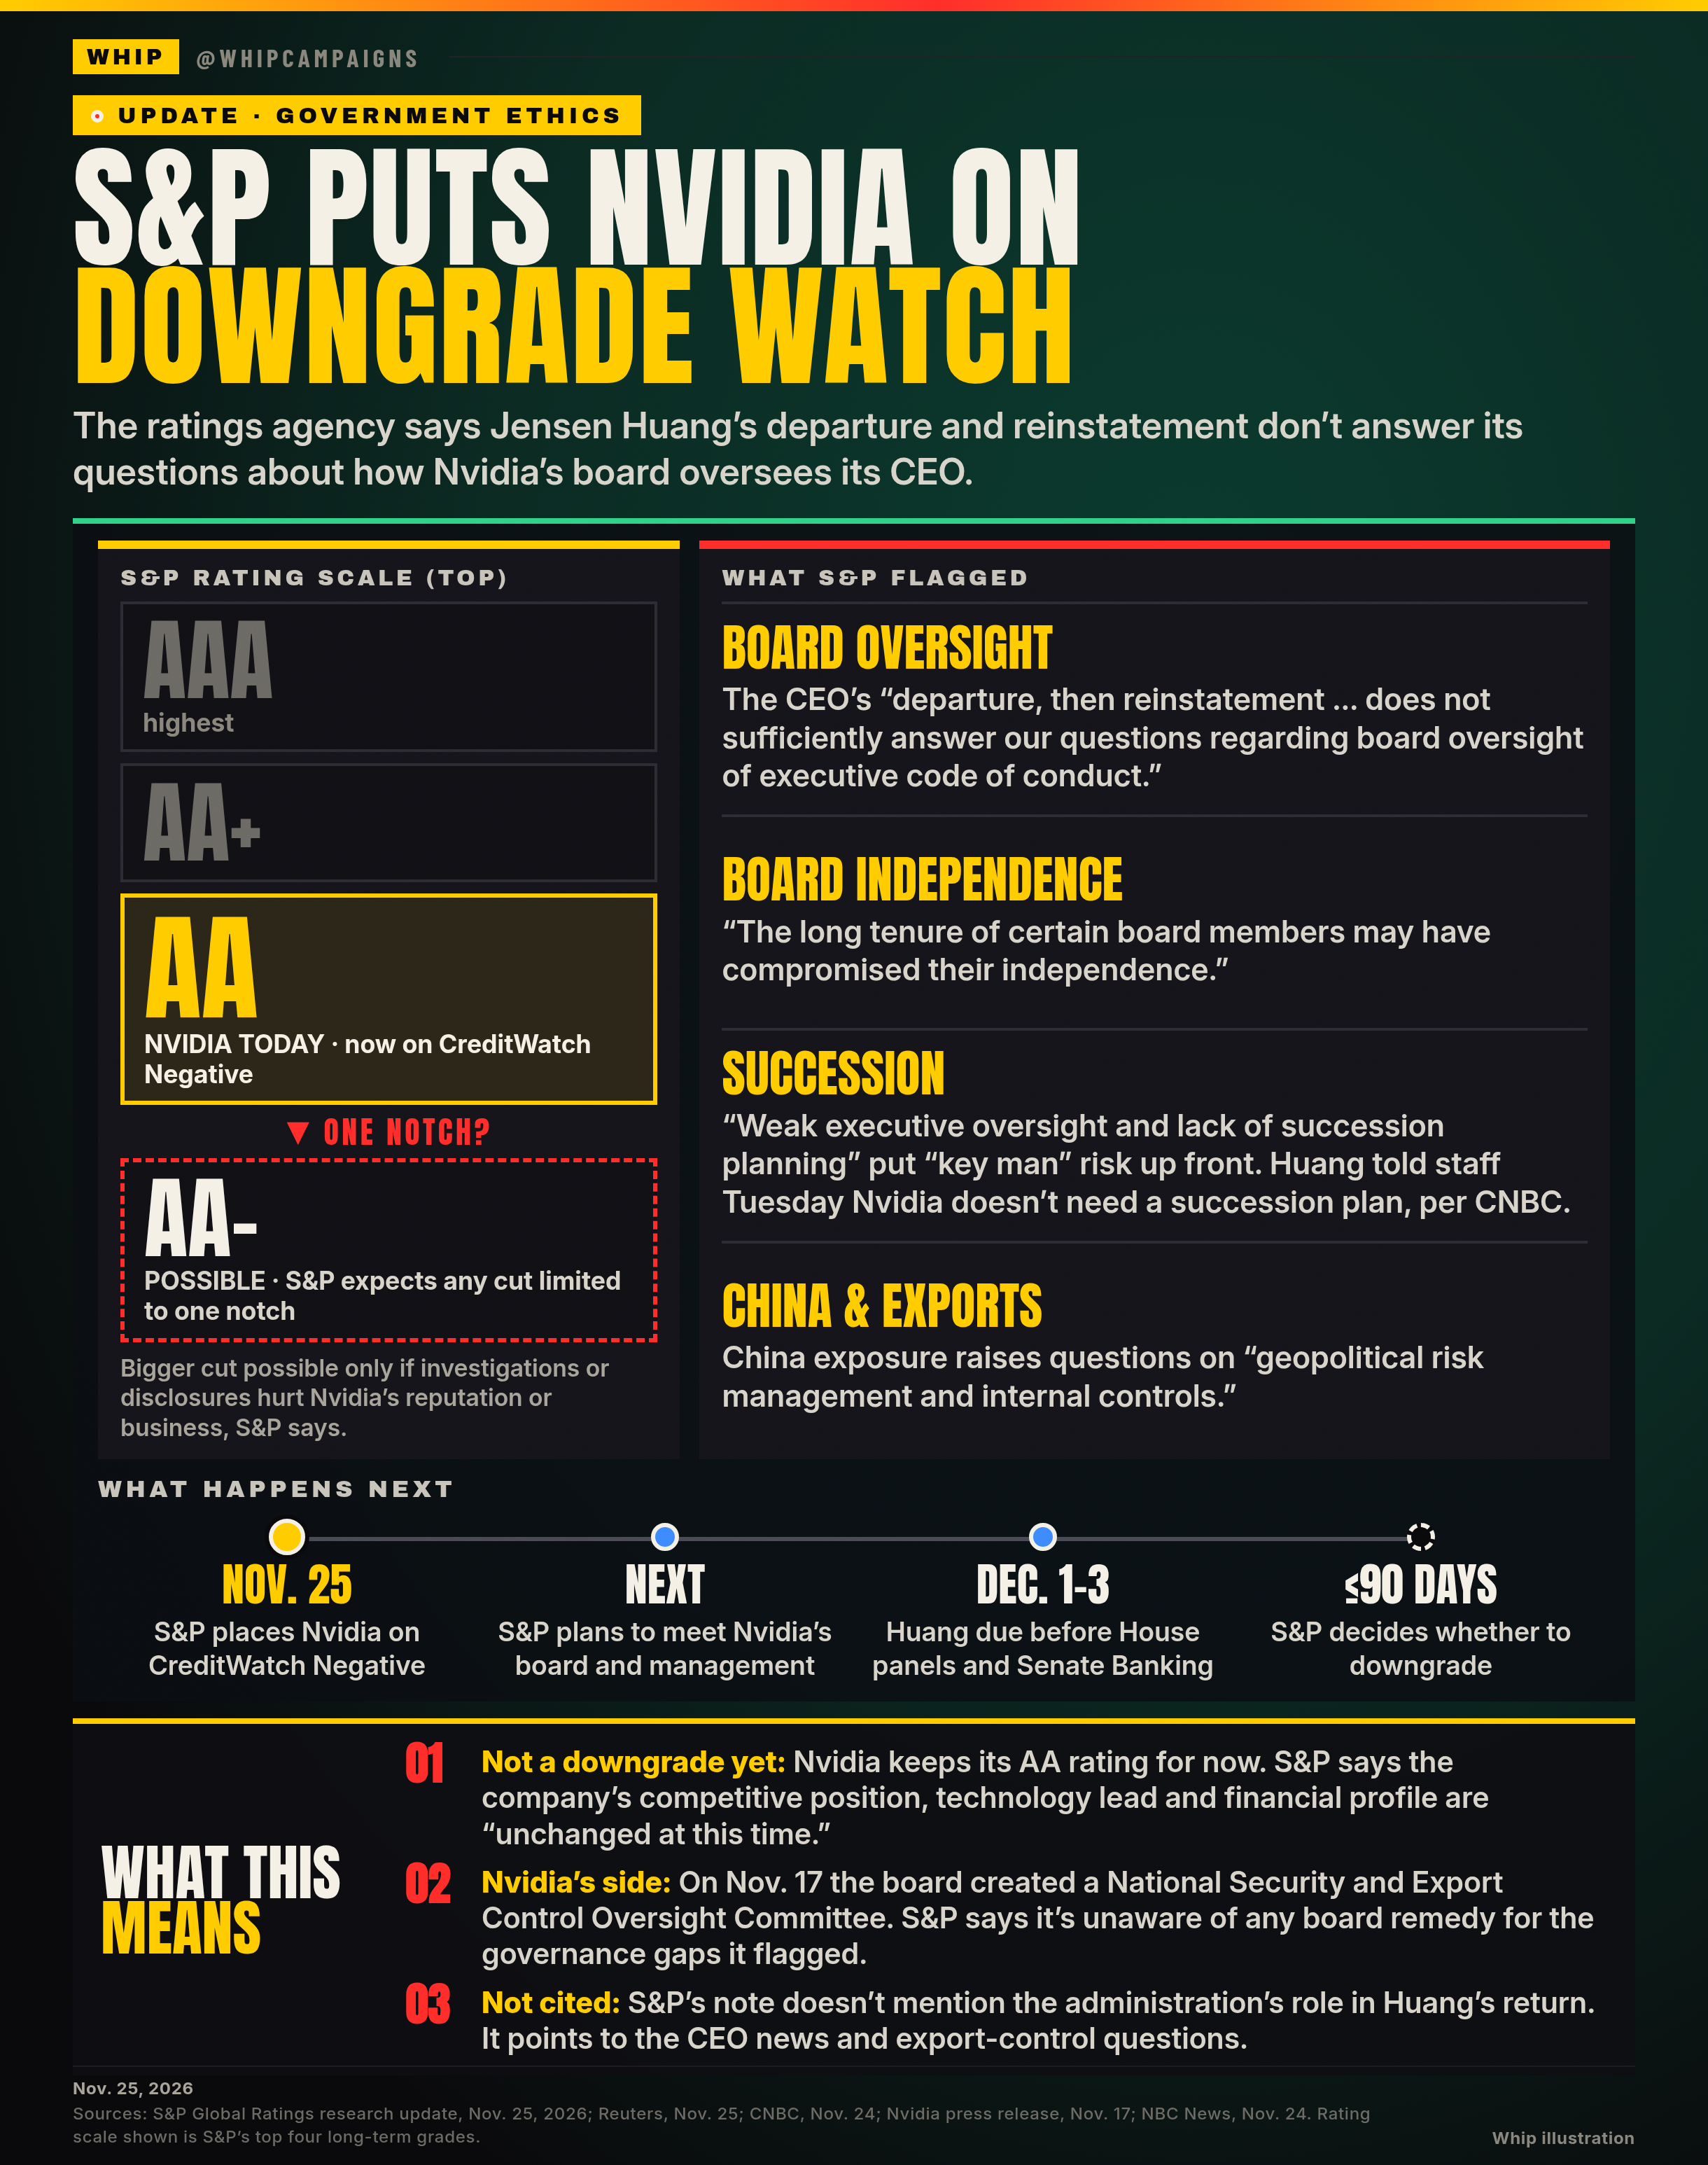 WHIP @WHIPCAMPAIGNS
UPDATE · GOVERNMENT ETHICS
S&P PUTS NVIDIA ON
DOWNGRADE WATCH
The ratings agency says Jensen Huang’s departure and reinstatement don’t answer its
questions about how Nvidia’s board oversees its CEO.
S&P RATING SCALE (TOP)
AAA
highest
AA+
AA
NVIDIA TODAY · now on CreditWatch
Negative
▼ ONE NOTCH?
AA-
POSSIBLE · S&P expects any cut limited
to one notch
Bigger cut possible only if investigations or
disclosures hurt Nvidia’s reputation or
business, S&P says.
WHAT S&P FLAGGED
BOARD OVERSIGHT
The CEO’s “departure, then reinstatement ... does not
sufficiently answer our questions regarding board oversight
of executive code of conduct.”
BOARD INDEPENDENCE
“The long tenure of certain board members may have
compromised their independence.”
SUCCESSION
“Weak executive oversight and lack of succession
planning” put “key man” risk up front. Huang told staff
Tuesday Nvidia doesn’t need a succession plan, per CNBC.
CHINA & EXPORTS
China exposure raises questions on “geopolitical risk
management and internal controls.”
WHAT HAPPENS NEXT
NOV. 25
S&P places Nvidia on
CreditWatch Negative
NEXT
S&P plans to meet Nvidia’s
board and management
DEC. 1-3
Huang due before House
panels and Senate Banking
≤90 DAYS
S&P decides whether to
downgrade
WHAT THIS
MEANS
01 Not a downgrade yet: Nvidia keeps its AA rating for now. S&P says the
company’s competitive position, technology lead and financial profile are
“unchanged at this time.”
02 Nvidia’s side: On Nov. 17 the board created a National Security and Export
Control Oversight Committee. S&P says it’s unaware of any board remedy for the
governance gaps it flagged.
03 Not cited: S&P’s note doesn’t mention the administration’s role in Huang’s return.
It points to the CEO news and export-control questions.
Nov. 25, 2026
Sources: S&P Global Ratings research update, Nov. 25, 2026; Reuters, Nov. 25; CNBC, Nov. 24; Nvidia press release, Nov. 17; NBC News, Nov. 24. Rating
scale shown is S&P’s top four long-term grades.
Whip illustration